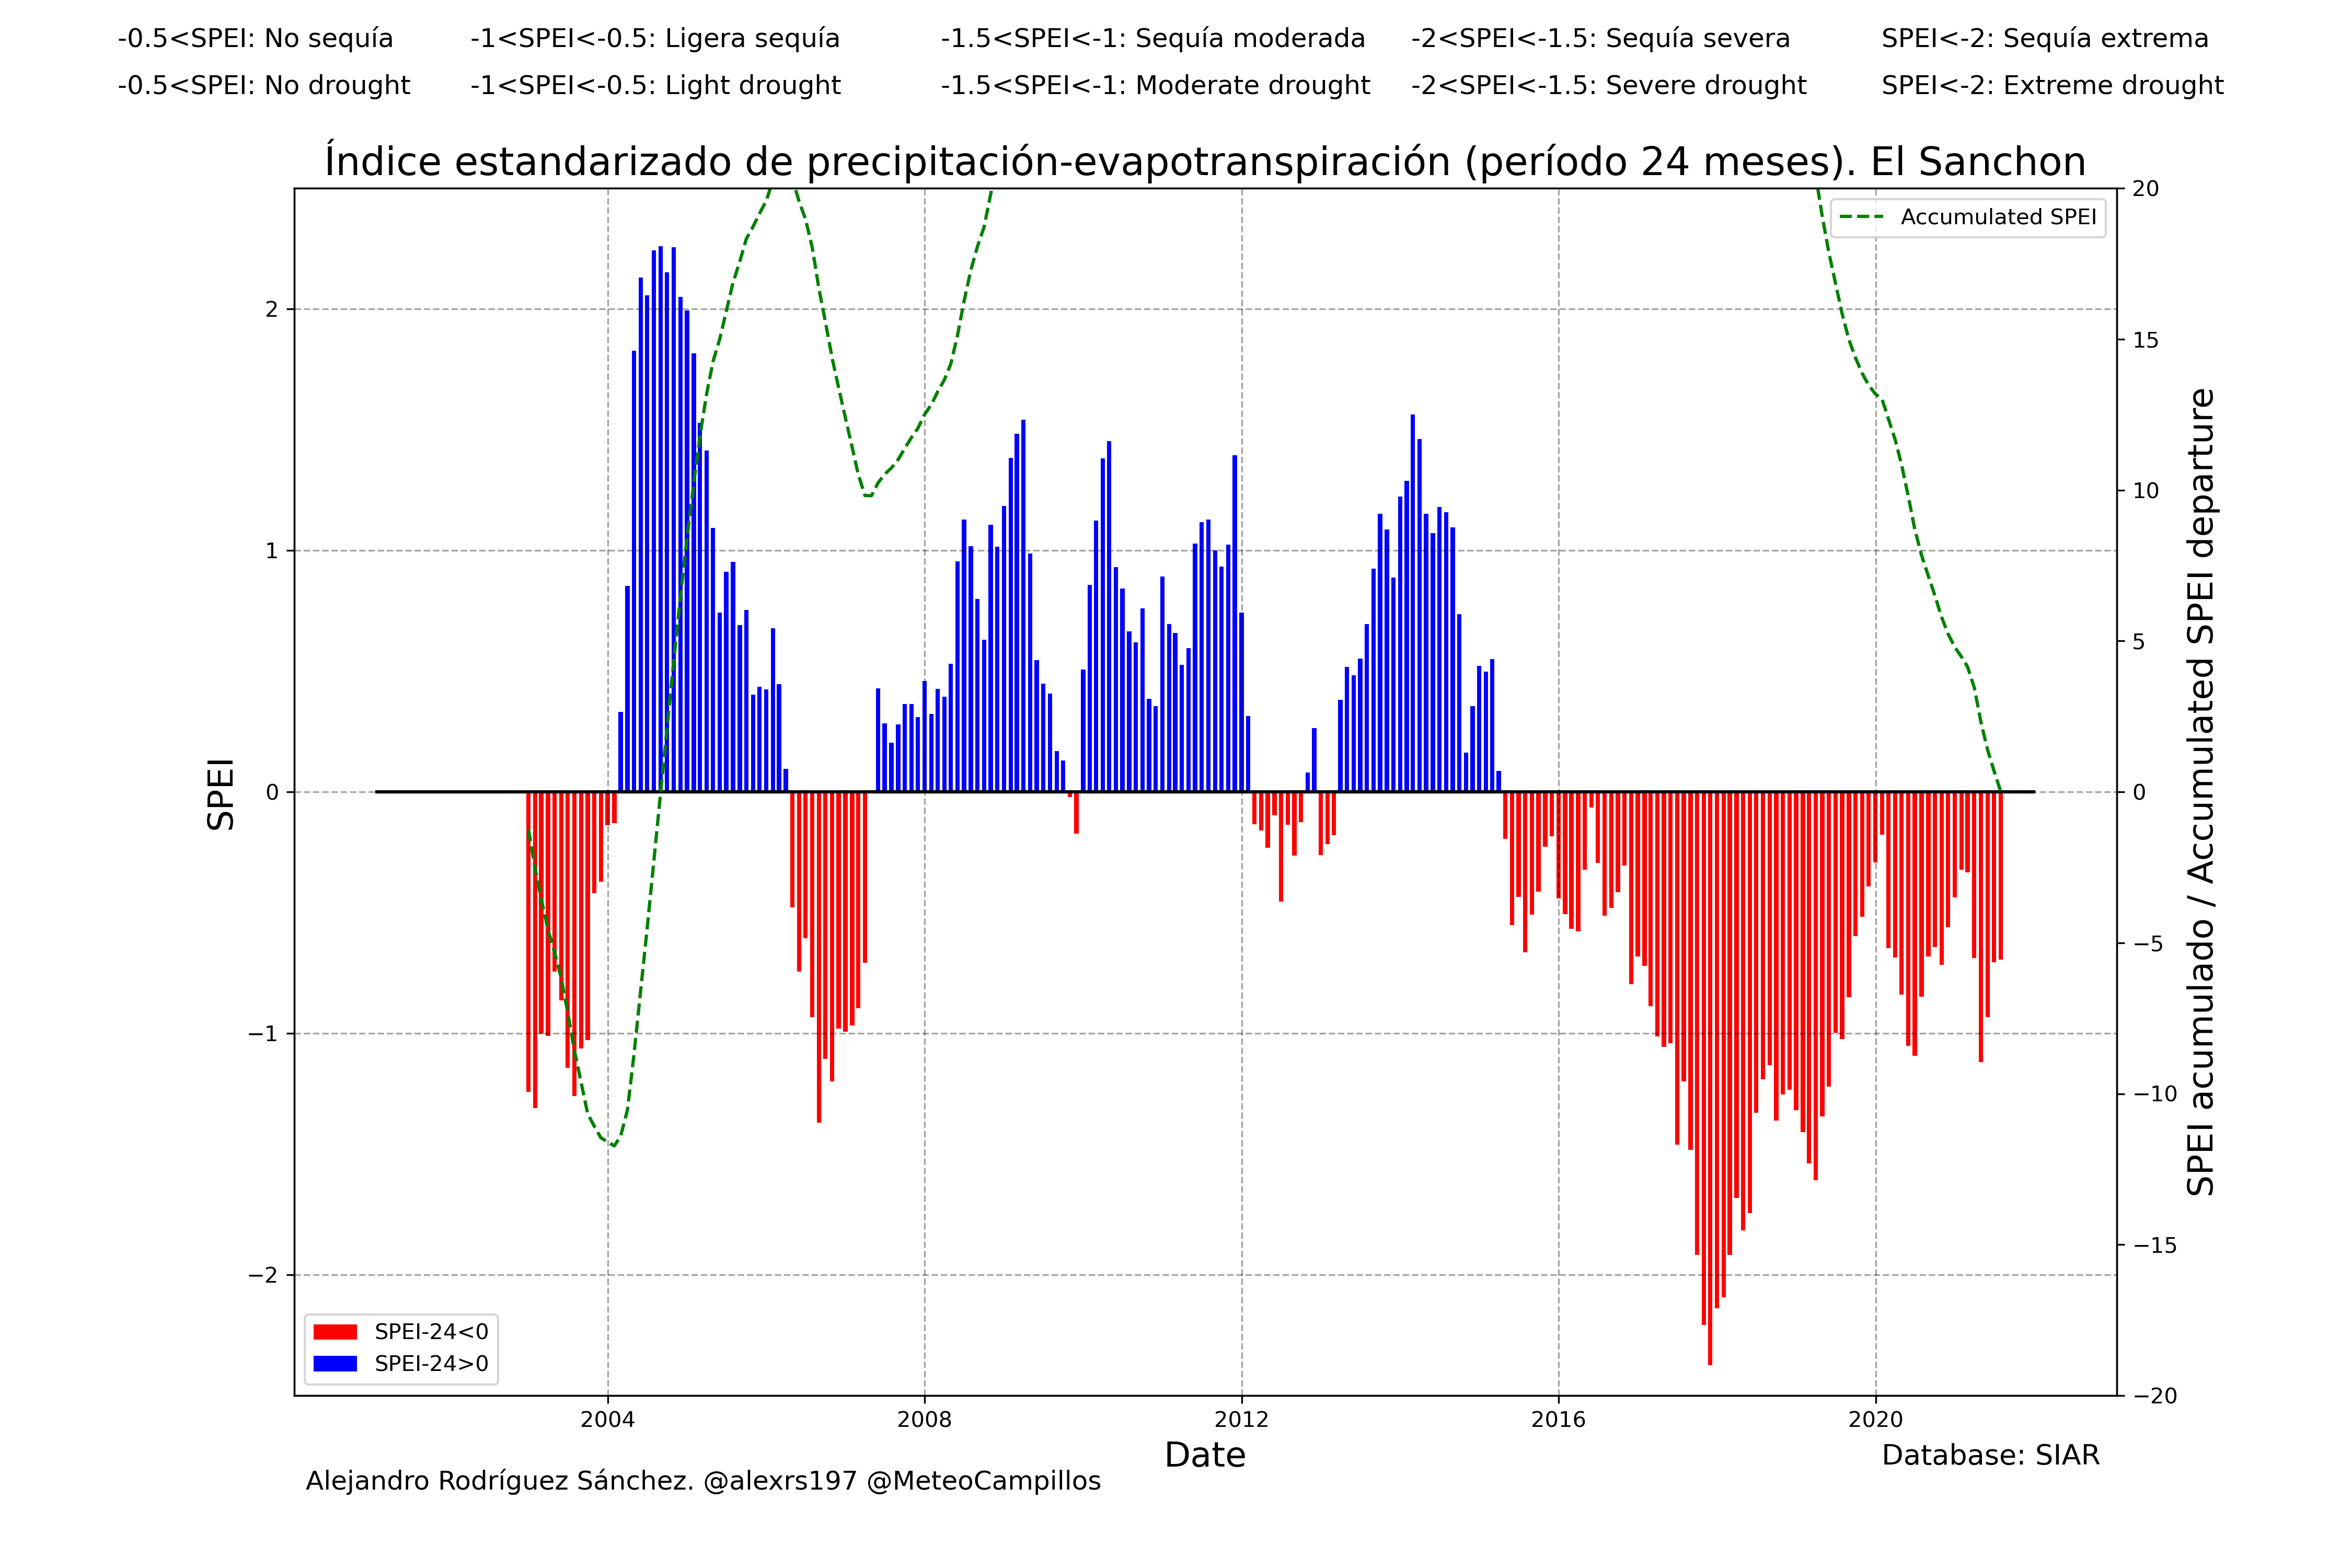 -0.5<SPEI: No sequía -1<SPEI<-0.5: Ligera sequía -1.5<SPEI<-1: Sequía moderada -2<SPEI<-1.5: Sequía severa SPEI<-2: Sequía extrema
-0.5<SPEI: No drought -1<SPEI<-0.5: Light drought -1.5<SPEI<-1: Moderate drought -2<SPEI<-1.5: Severe drought SPEI<-2: Extreme drought
Índice estandarizado de precipitación-evapotranspiración (período 24 meses). El Sanchon
Accumulated SPEI
SPEI
2
1
0
−1
−2
20
15
10
5
0
−5
−10
−15
−20
SPEI acumulado / Accumulated SPEI departure
SPEI-24<0
SPEI-24>0
2004 2008 2012 2016 2020
Date
Database: SIAR
Alejandro Rodríguez Sánchez. @alexrs197 @MeteoCampillos